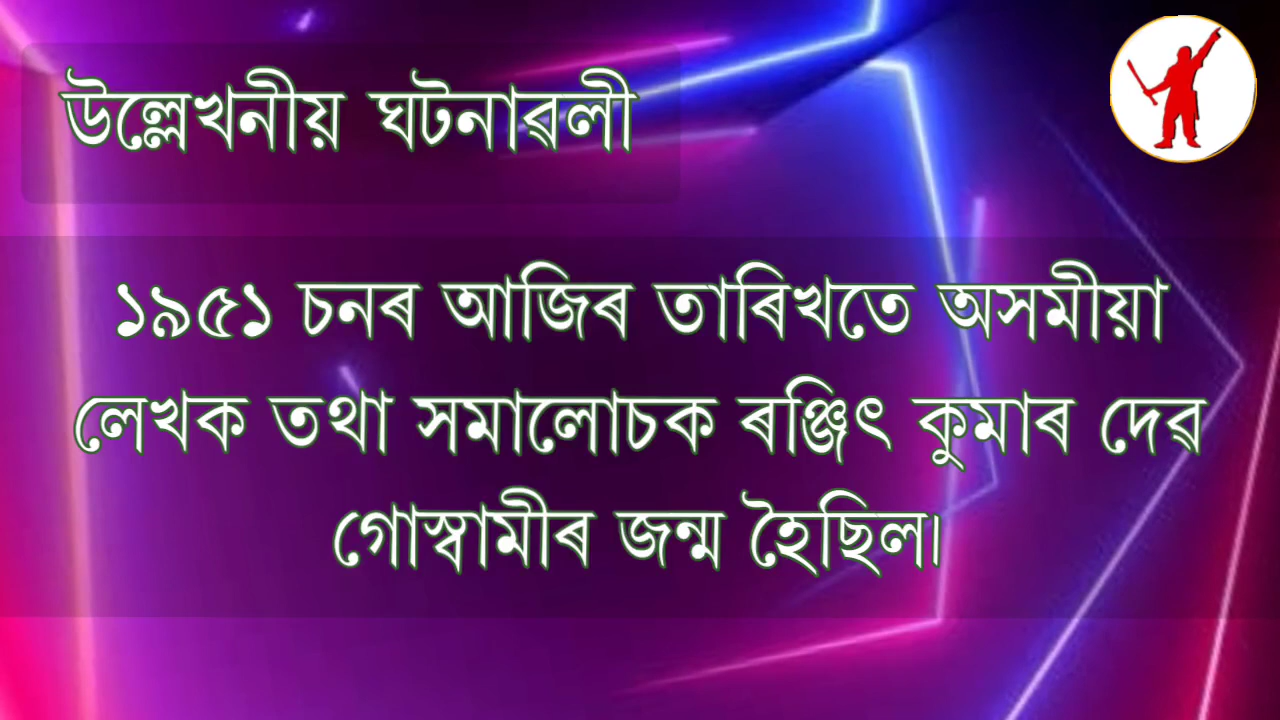 উল্লেখনীয় ঘটনাৱলী
১৯৫১ চনৰ আজিৰ তাৰিখতে অসমীয়া
লেখক তথা সমালোচক ৰঞ্জিৎ কুমাৰ দেৱ
গোস্বামীৰ জন্ম হৈছিল।